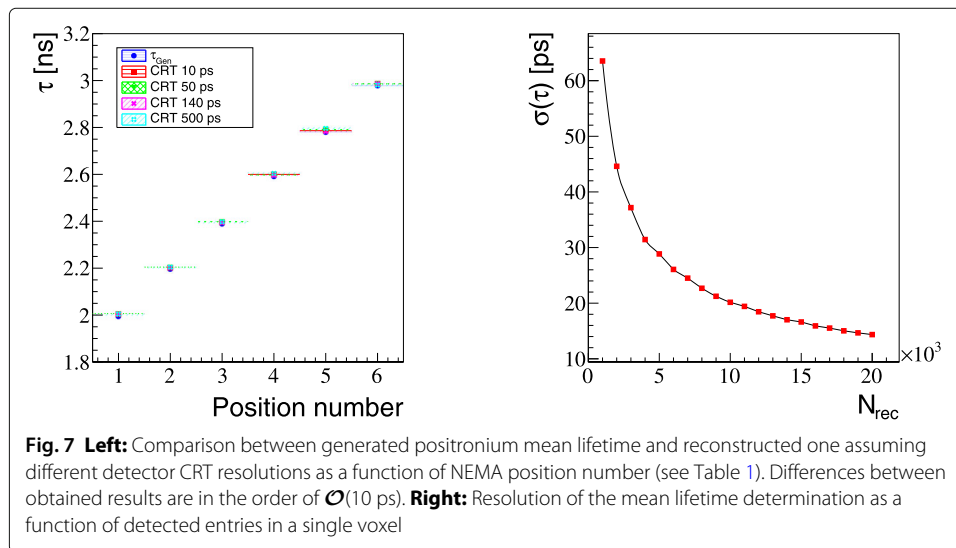 τ [ns]
3.2
3
2.8
2.6
2.4
2.2
2
1.8
τGen
CRT 10 ps
CRT 50 ps
CRT 140 ps
CRT 500 ps
1 2 3 4 5 6
Position number
σ(τ) [ps]
60
50
40
30
20
10
0 5 10 15 20
×10³
Nrec
Fig. 7 Left: Comparison between generated positronium mean lifetime and reconstructed one assuming
different detector CRT resolutions as a function of NEMA position number (see Table 1). Differences between
obtained results are in the order of 𝒪(10 ps). Right: Resolution of the mean lifetime determination as a
function of detected entries in a single voxel